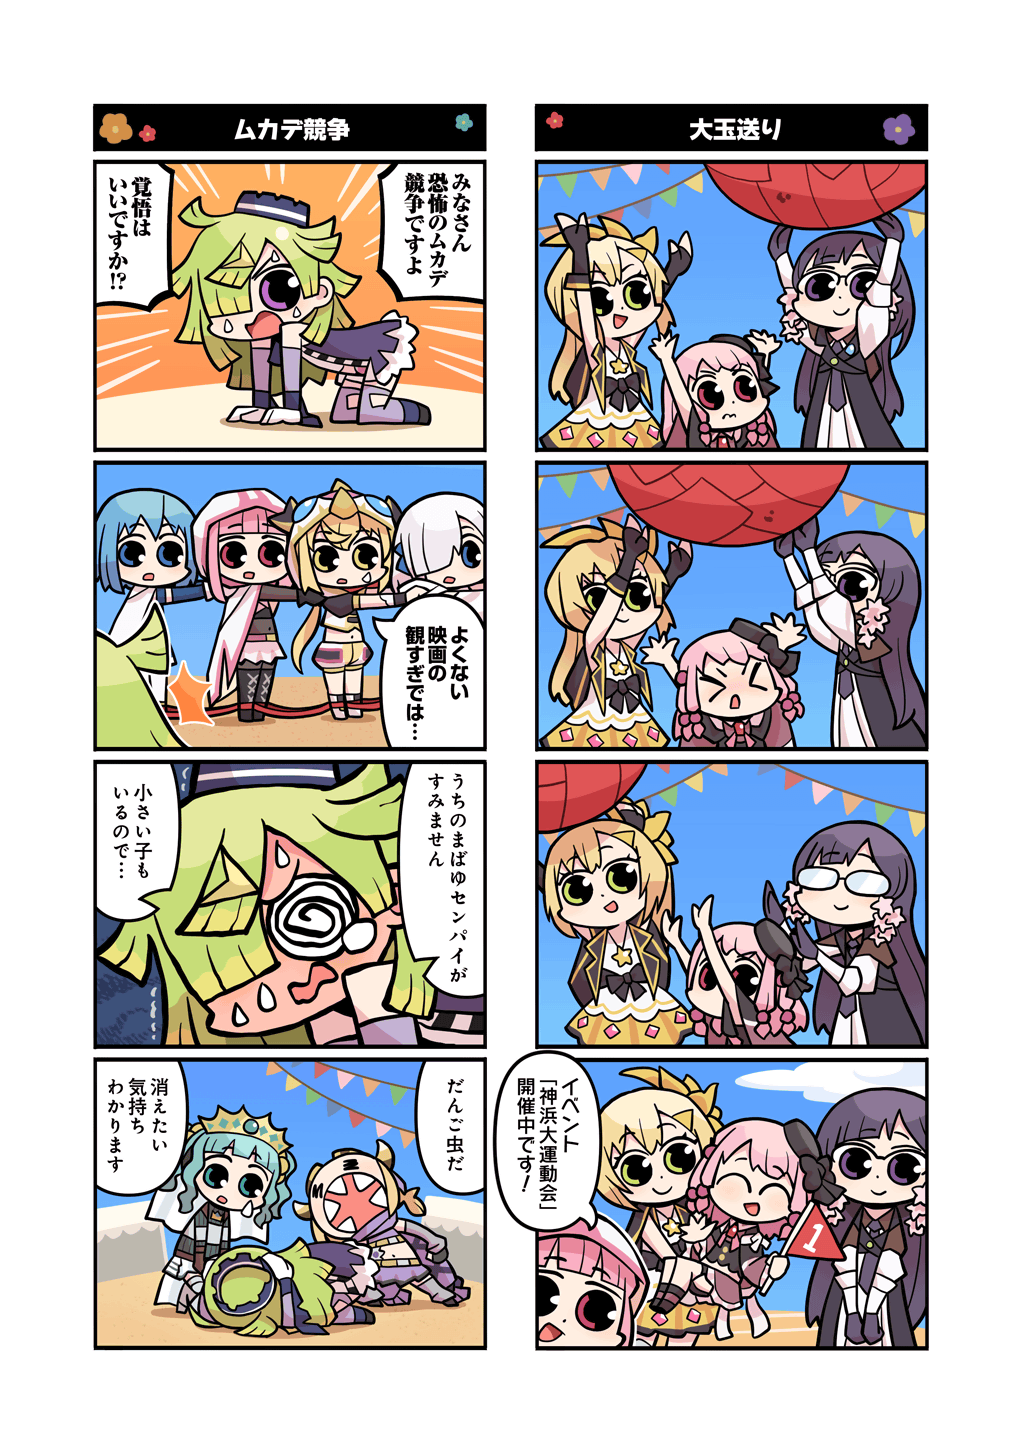 大玉送り
イベント
「神浜大運動会」
開催中です！
1
ムカデ競争
みなさん
恐怖のムカデ
競争ですよ
覚悟は
いいですか!?
よくない
映画の
観すぎでは…
うちのまばゆセンパイが
すみません
小さい子も
いるので…
だんご虫だ
消えたい
気持ち
わかります